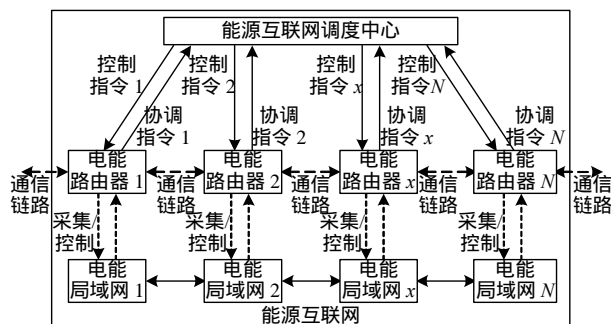 能源互联网调度中心
控制
指令 1
控制
指令 2
控制
指令 x
控制
指令 N
协调
指令 1
协调
指令 2
协调
指令 x
协调
指令 N
电能
路由器 1
电能
路由器 2
电能
路由器 x
电能
路由器 N
通信
链路
通信
链路
通信
链路
通信
链路
通信
链路
采集/
控制
采集/
控制
采集/
控制
采集/
控制
电能
局域网 1
电能
局域网 2
电能
局域网 x
电能
局域网 N
能源互联网